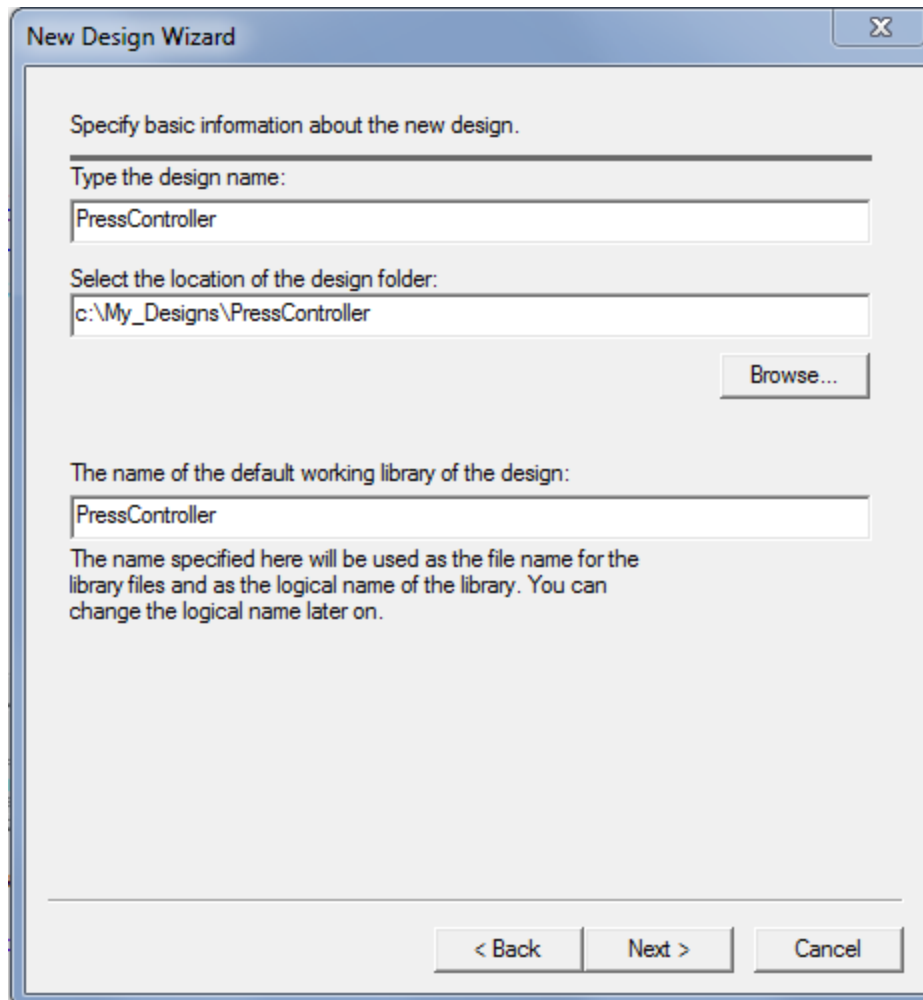 New Design Wizard
Specify basic information about the new design.
Type the design name:
PressController
Select the location of the design folder:
c:\My_Designs\PressController
Browse...
The name of the default working library of the design:
PressController
The name specified here will be used as the file name for the
library files and as the logical name of the library. You can
change the logical name later on.
< Back Next > Cancel